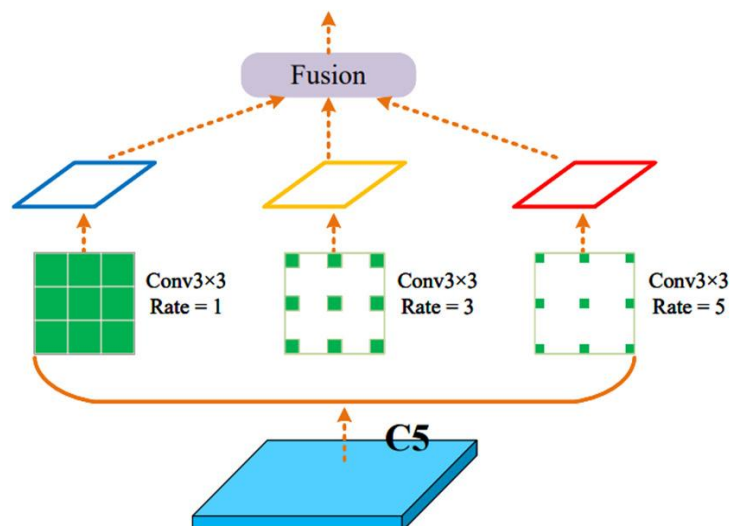 Fusion
Conv3×3
Rate = 1
Conv3×3
Rate = 3
Conv3×3
Rate = 5
C5